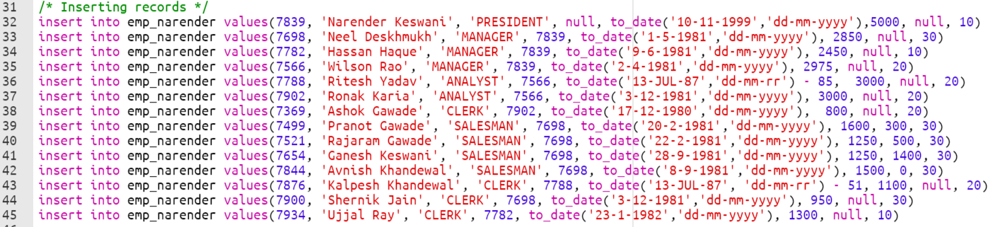 31 /* Inserting records */
32 insert into emp_narender values(7839, 'Narender Keswani', 'PRESIDENT', null, to_date('10-11-1999','dd-mm-yyyy'),5000, null, 10)
33 insert into emp_narender values(7698, 'Neel Deskhmukh', 'MANAGER', 7839, to_date('1-5-1981','dd-mm-yyyy'), 2850, null, 30)
34 insert into emp_narender values(7782, 'Hassan Haque', 'MANAGER', 7839, to_date('9-6-1981','dd-mm-yyyy'), 2450, null, 10)
35 insert into emp_narender values(7566, 'Wilson Rao', 'MANAGER', 7839, to_date('2-4-1981','dd-mm-yyyy'), 2975, null, 20)
36 insert into emp_narender values(7788, 'Ritesh Yadav', 'ANALYST', 7566, to_date('13-JUL-87','dd-mm-rr') - 85,  3000, null, 20)
37 insert into emp_narender values(7902, 'Ronak Karia', 'ANALYST', 7566, to_date('3-12-1981','dd-mm-yyyy'), 3000, null, 20)
38 insert into emp_narender values(7369, 'Ashok Gawade', 'CLERK', 7902, to_date('17-12-1980','dd-mm-yyyy'),  800, null, 20)
39 insert into emp_narender values(7499, 'Pranot Gawade', 'SALESMAN', 7698, to_date('20-2-1981','dd-mm-yyyy'), 1600, 300, 30)
40 insert into emp_narender values(7521, 'Rajaram Gawade', 'SALESMAN', 7698, to_date('22-2-1981','dd-mm-yyyy'), 1250, 500, 30)
41 insert into emp_narender values(7654, 'Ganesh Keswani', 'SALESMAN', 7698, to_date('28-9-1981','dd-mm-yyyy'), 1250, 1400, 30)
42 insert into emp_narender values(7844, 'Avnish Khandewal', 'SALESMAN', 7698, to_date('8-9-1981','dd-mm-yyyy'), 1500, 0, 30)
43 insert into emp_narender values(7876, 'Kalpesh Khandewal', 'CLERK', 7788, to_date('13-JUL-87', 'dd-mm-rr') - 51, 1100, null, 20)
44 insert into emp_narender values(7900, 'Shernik Jain', 'CLERK', 7698, to_date('3-12-1981','dd-mm-yyyy'), 950, null, 30)
45 insert into emp_narender values(7934, 'Ujjal Ray', 'CLERK', 7782, to_date('23-1-1982','dd-mm-yyyy'), 1300, null, 10)